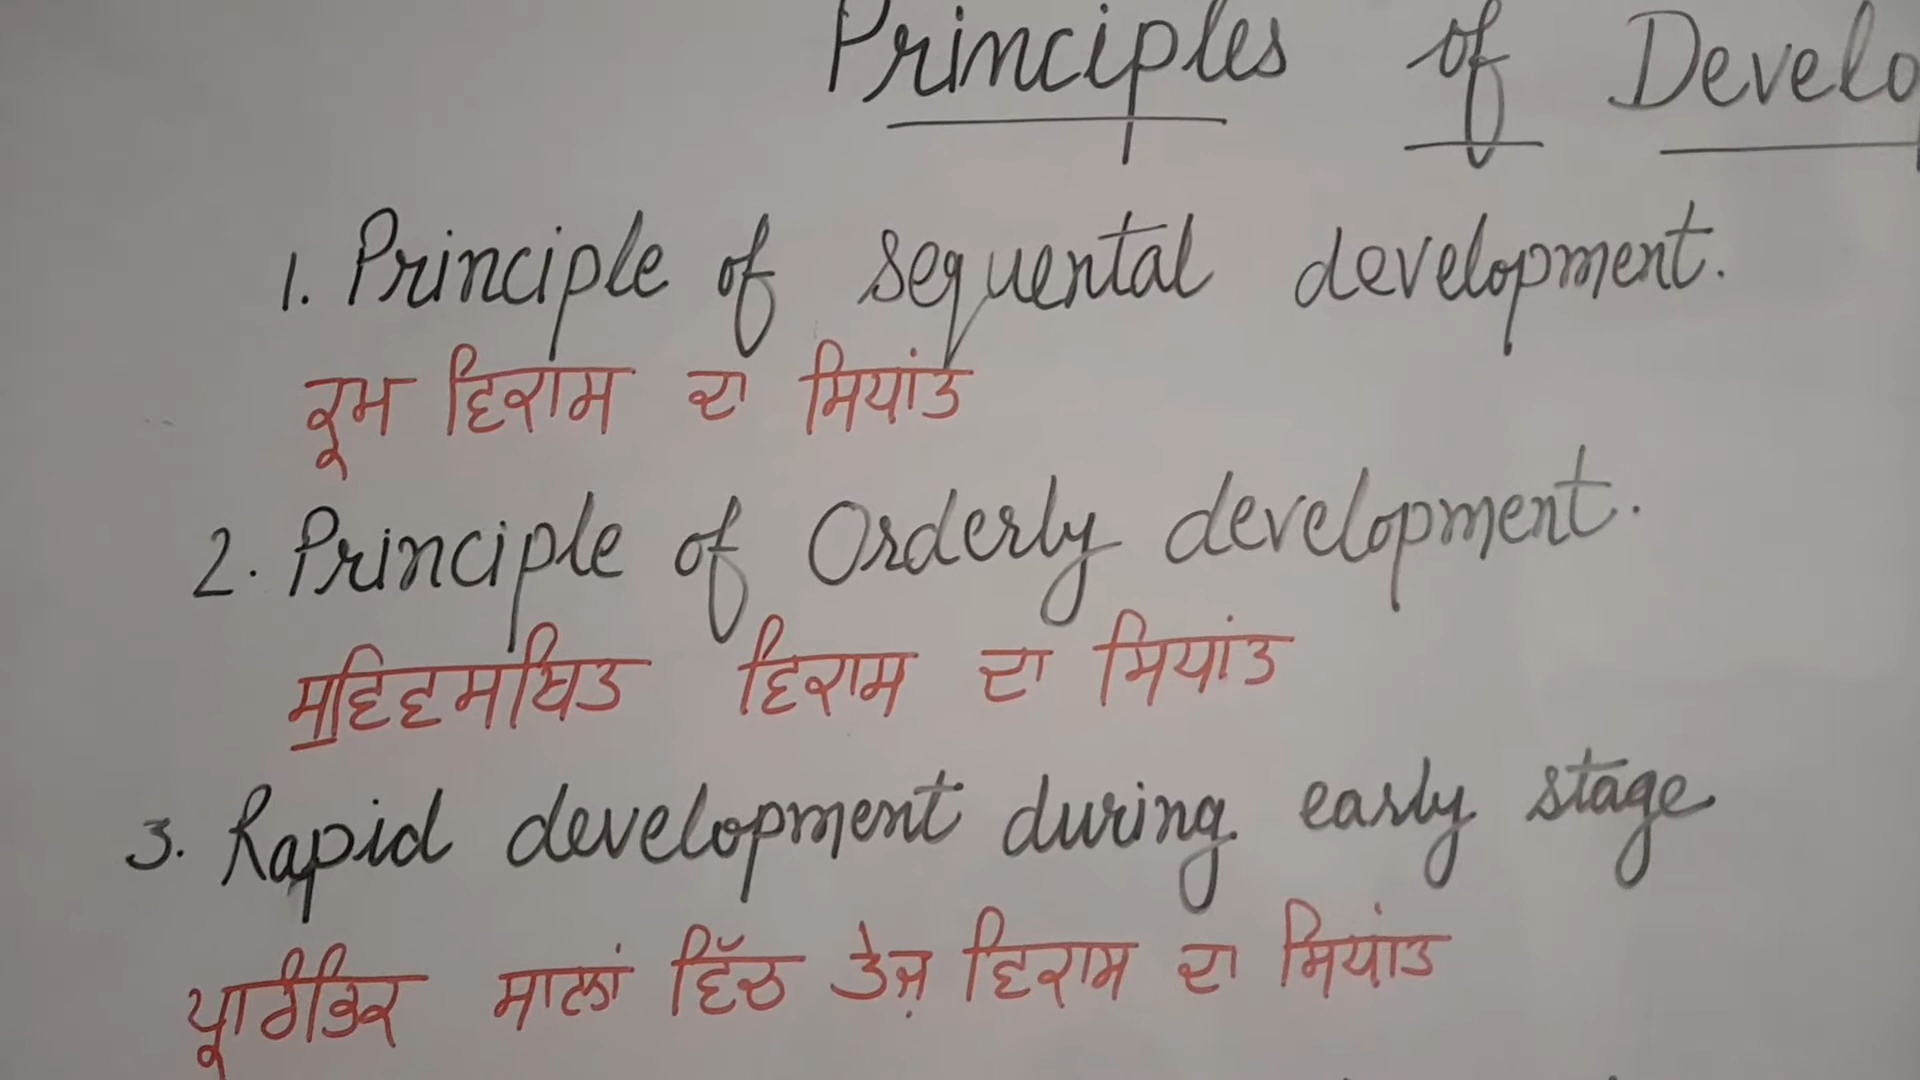 Principles of Develo
1. Principle of sequental development.
ਕ੍ਰਮ ਵਿਕਾਸ ਦਾ ਸਿਧਾਂਤ
2. Principle of Orderly development.
ਸੁਵਿਵਸਥਿਤ ਵਿਕਾਸ ਦਾ ਸਿਧਾਂਤ
3. Rapid development during early stage
ਪ੍ਰਾਰੰਭਿਕ ਸਾਲਾਂ ਵਿੱਚ ਤੇਜ਼ ਵਿਕਾਸ ਦਾ ਸਿਧਾਂਤ